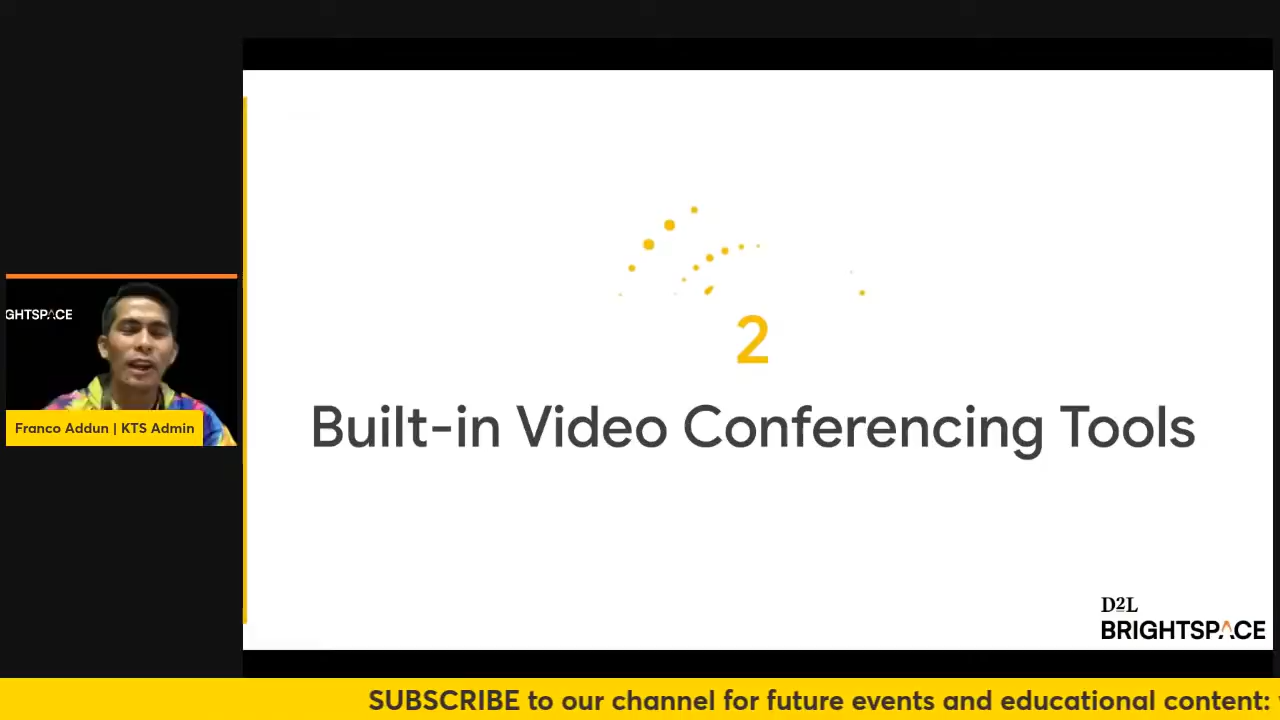 2
Built-in Video Conferencing Tools
GHTSPACE
Franco Addun | KTS Admin
D2L
BRIGHTSPACE
SUBSCRIBE to our channel for future events and educational content: